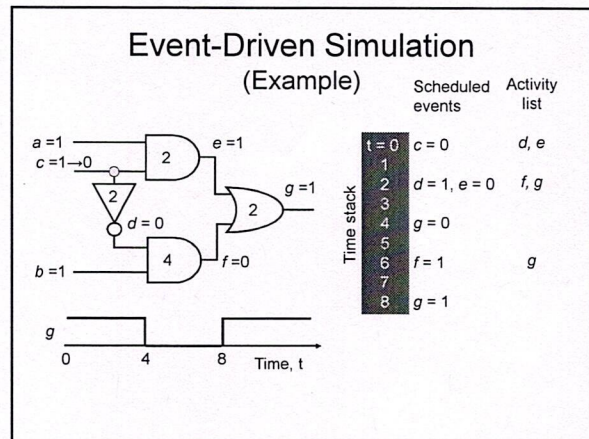 Event-Driven Simulation
(Example)
Scheduled events
Activity list
a =1
c =1→0
2
e =1
2
d = 0
g =1
2
4
f =0
b =1
g
0
4
8
Time, t
Time stack
t = 0 c = 0 d, e
1
2 d = 1, e = 0 f, g
3
4 g = 0
5
6 f = 1 g
7
8 g = 1